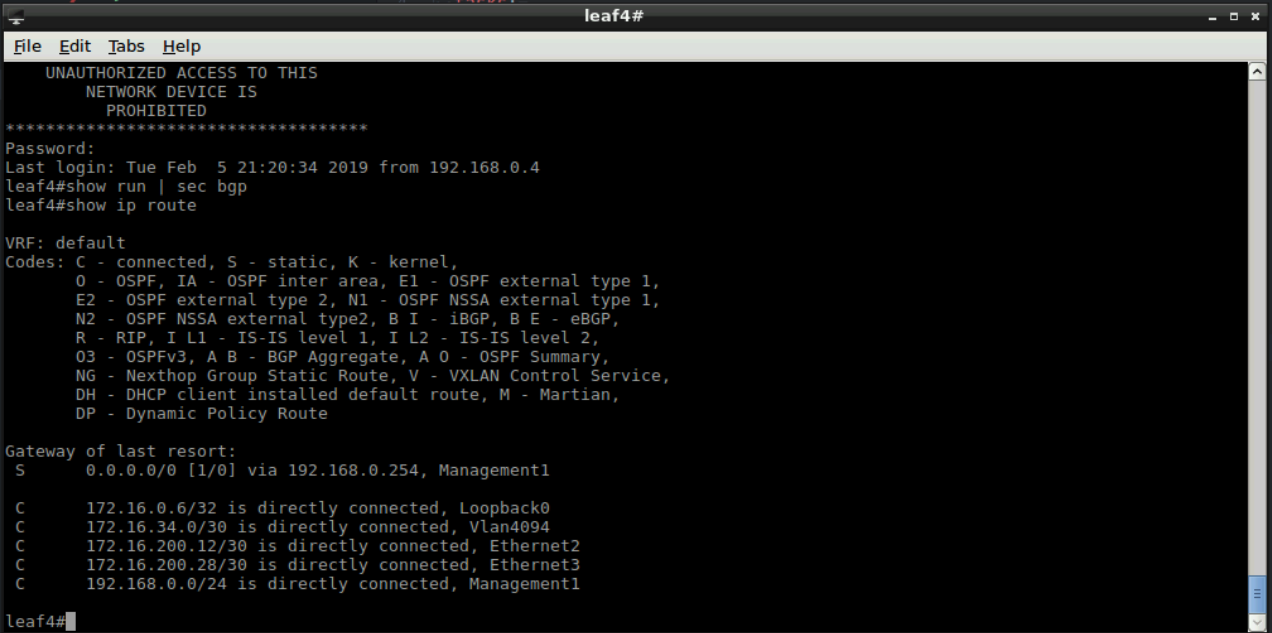 leaf4#
File Edit Tabs Help
UNAUTHORIZED ACCESS TO THIS
NETWORK DEVICE IS
PROHIBITED
************************************
Password:
Last login: Tue Feb  5 21:20:34 2019 from 192.168.0.4
leaf4#show run | sec bgp
leaf4#show ip route
VRF: default
Codes: C - connected, S - static, K - kernel,
O - OSPF, IA - OSPF inter area, E1 - OSPF external type 1,
E2 - OSPF external type 2, N1 - OSPF NSSA external type 1,
N2 - OSPF NSSA external type2, B I - iBGP, B E - eBGP,
R - RIP, I L1 - IS-IS level 1, I L2 - IS-IS level 2,
O3 - OSPFv3, A B - BGP Aggregate, A O - OSPF Summary,
NG - Nexthop Group Static Route, V - VXLAN Control Service,
DH - DHCP client installed default route, M - Martian,
DP - Dynamic Policy Route
Gateway of last resort:
S      0.0.0.0/0 [1/0] via 192.168.0.254, Management1
C      172.16.0.6/32 is directly connected, Loopback0
C      172.16.34.0/30 is directly connected, Vlan4094
C      172.16.200.12/30 is directly connected, Ethernet2
C      172.16.200.28/30 is directly connected, Ethernet3
C      192.168.0.0/24 is directly connected, Management1
leaf4#